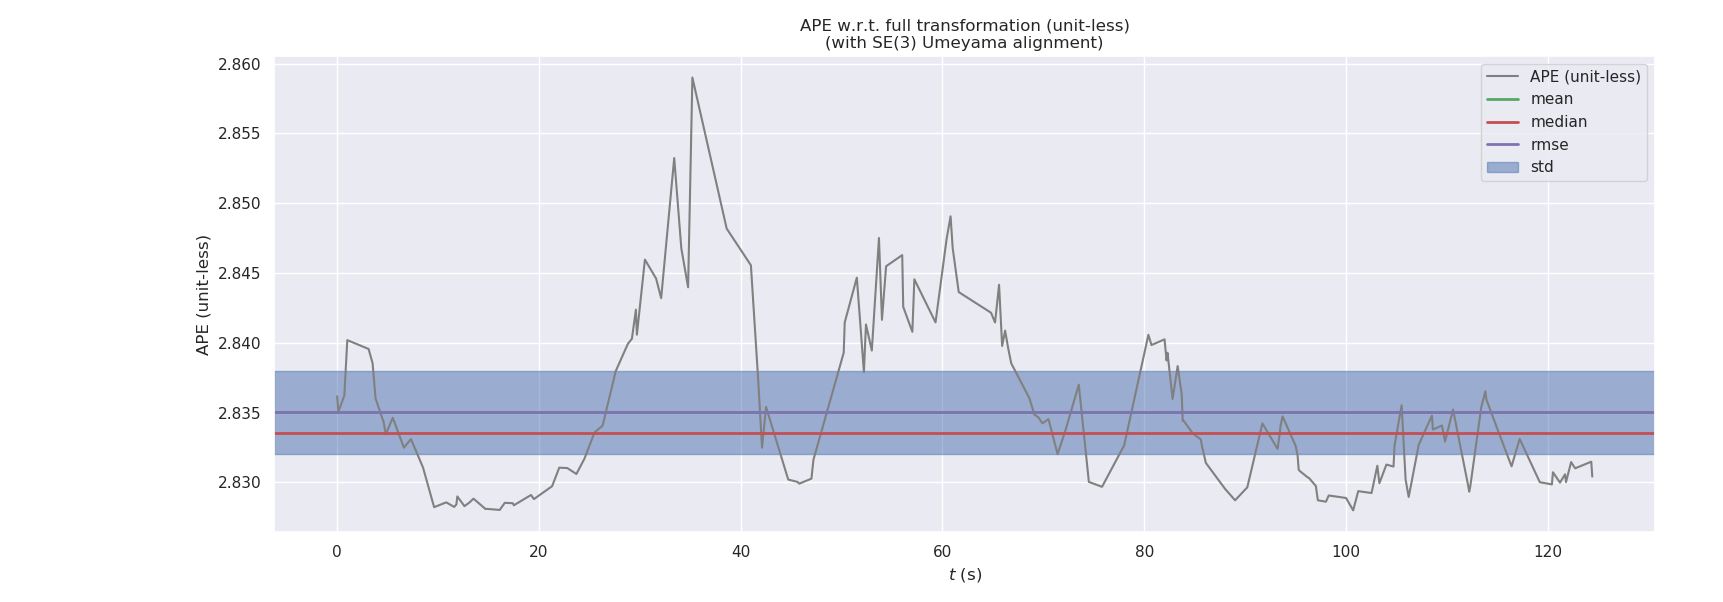 APE w.r.t. full transformation (unit-less)
(with SE(3) Umeyama alignment)
APE (unit-less)
2.860
2.855
2.850
2.845
2.840
2.835
2.830
APE (unit-less)
mean
median
rmse
std
0
20
40
60
80
100
120
t (s)